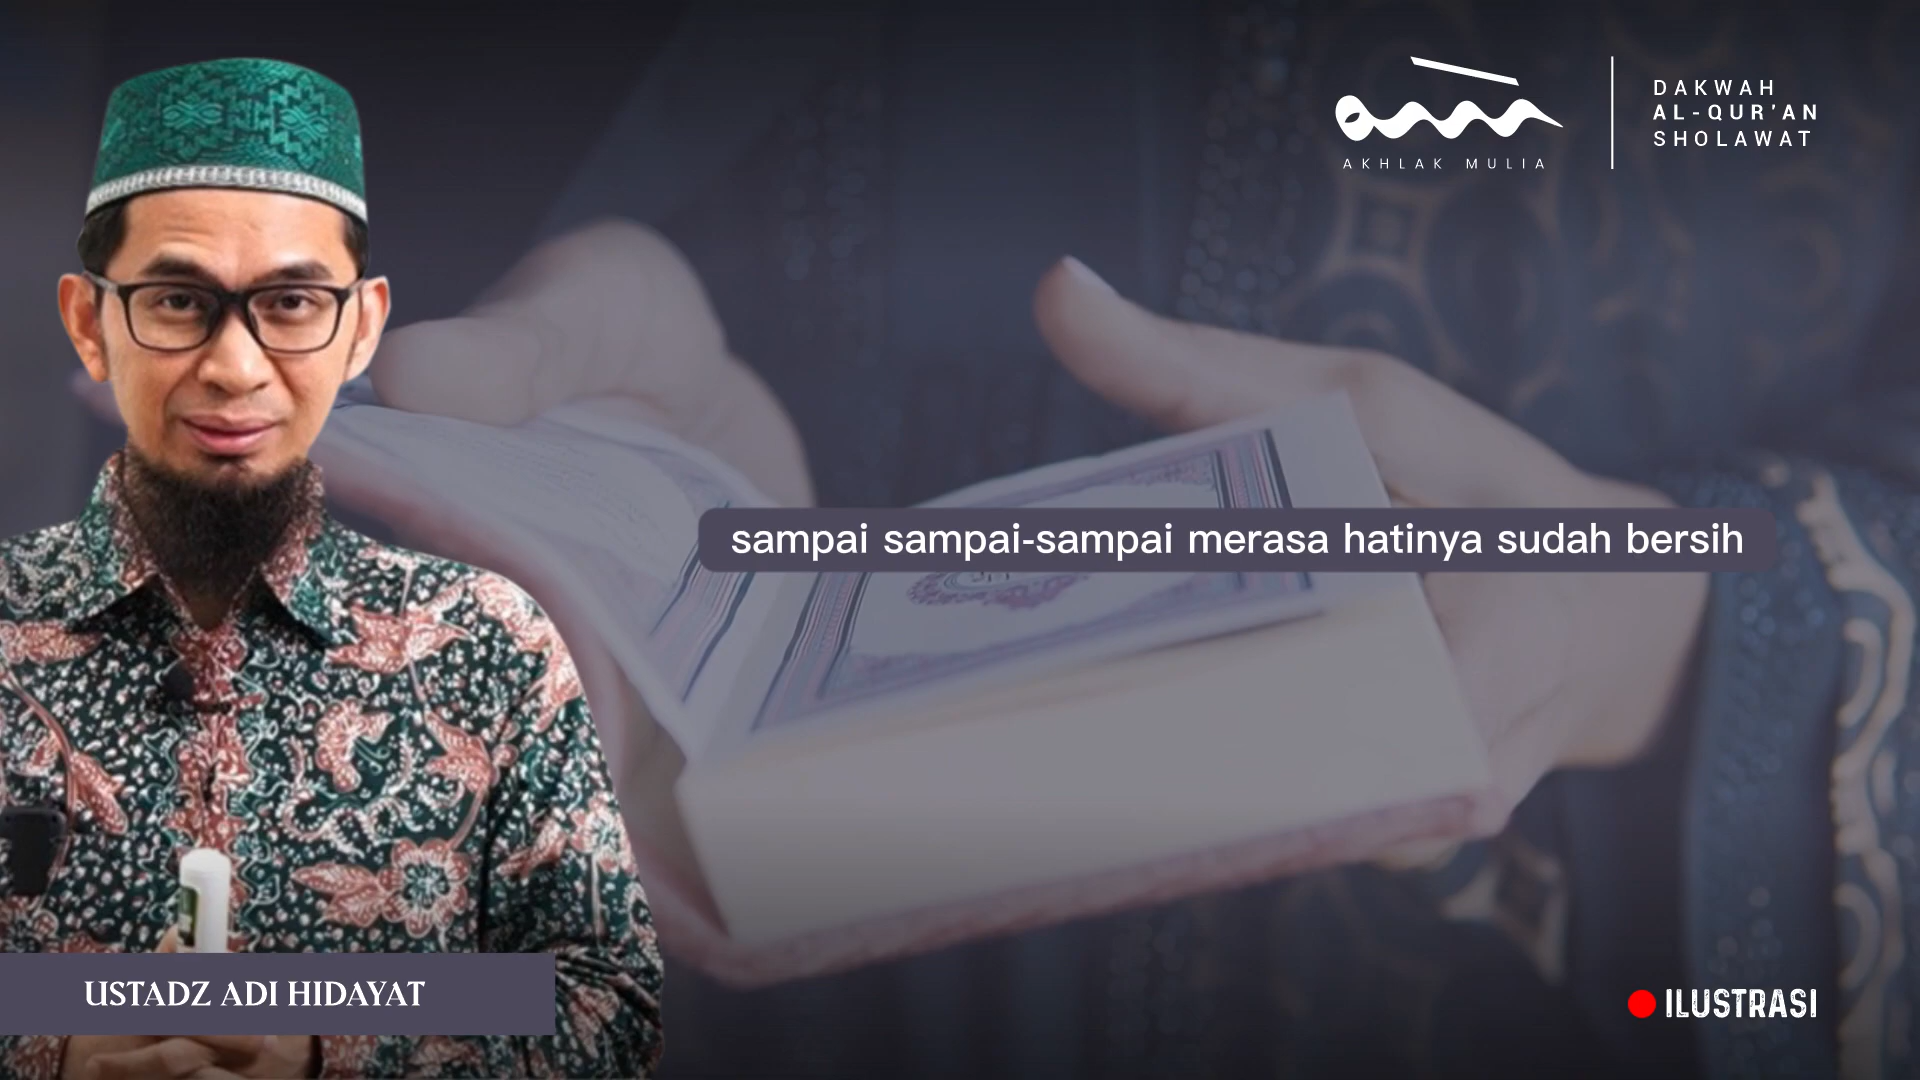 AKHLAK MULIA
DAKWAH
AL-QUR'AN
SHOLAWAT
sampai sampai-sampai merasa hatinya sudah bersih
USTADZ ADI HIDAYAT
ILUSTRASI